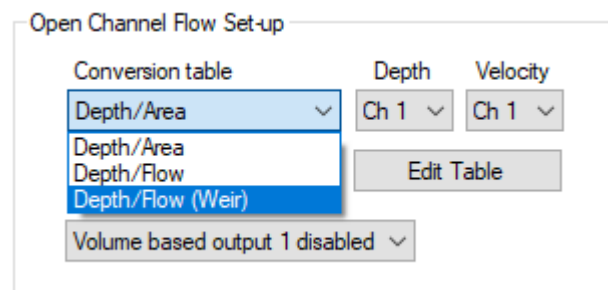 Open Channel Flow Set-up
Conversion table Depth Velocity
Depth/Area Ch 1 Ch 1
Depth/Area
Depth/Flow Edit Table
Depth/Flow (Weir)
Volume based output 1 disabled